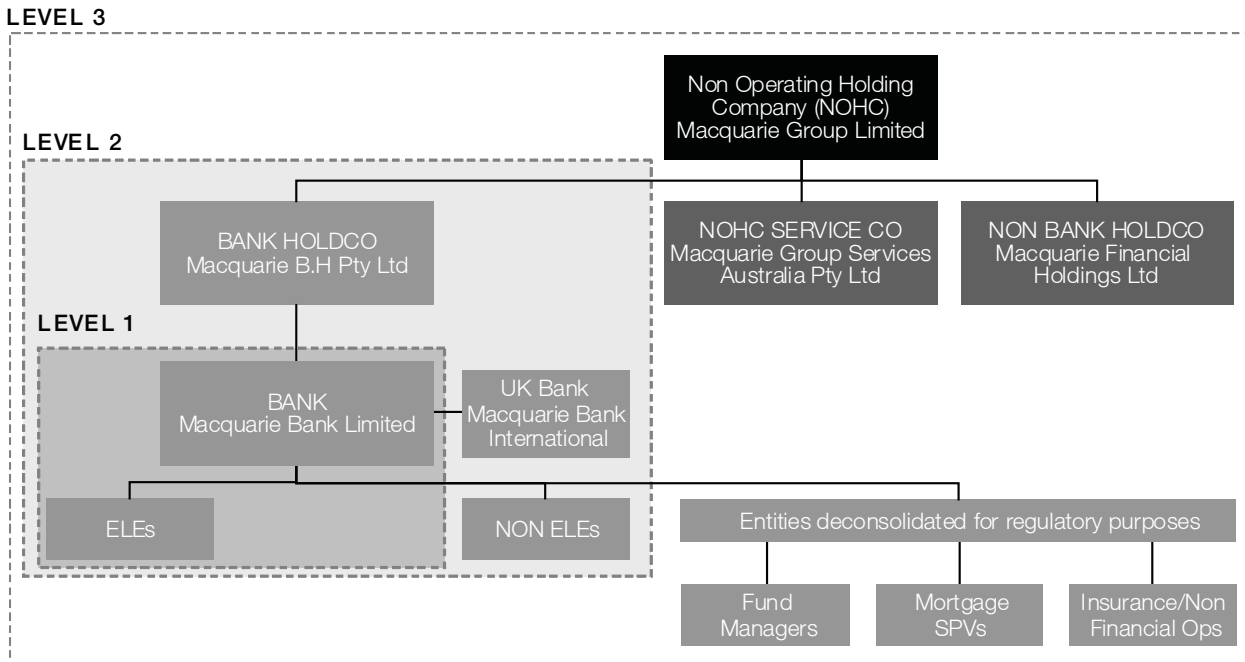 LEVEL 3
Non Operating Holding
Company (NOHC)
Macquarie Group Limited
LEVEL 2
BANK HOLDCO
Macquarie B.H Pty Ltd
NOHC SERVICE CO
Macquarie Group Services
Australia Pty Ltd
NON BANK HOLDCO
Macquarie Financial
Holdings Ltd
LEVEL 1
BANK
Macquarie Bank Limited
UK Bank
Macquarie Bank
International
ELEs
NON ELEs
Entities deconsolidated for regulatory purposes
Fund
Managers
Mortgage
SPVs
Insurance/Non
Financial Ops